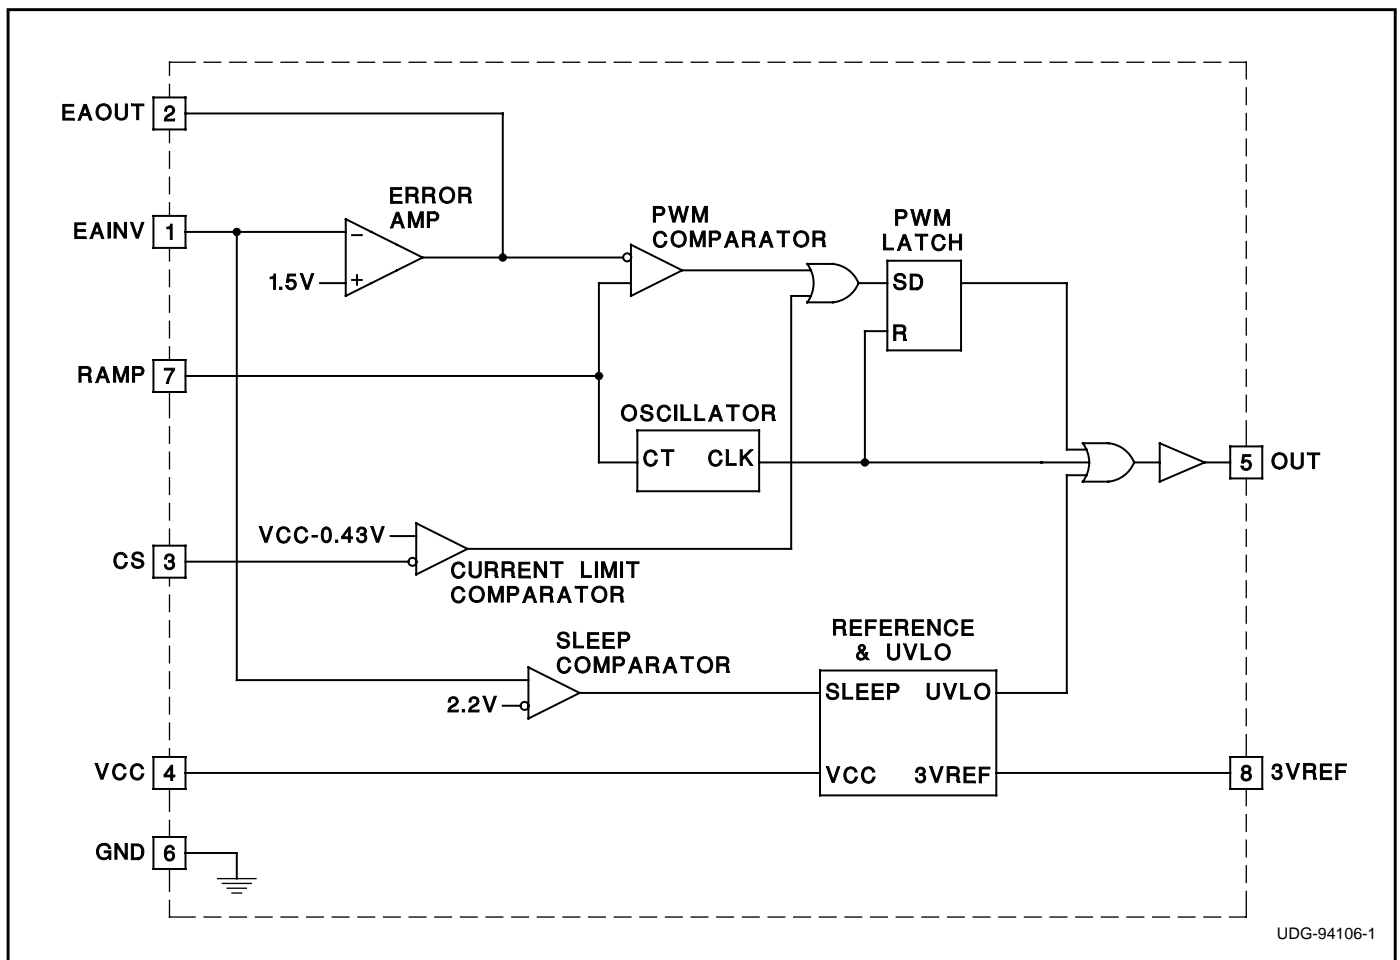 EAOUT 2
ERROR
AMP
EAINV 1
−
1.5V
+
PWM
COMPARATOR
PWM
LATCH
SD
R
RAMP 7
OSCILLATOR
CT CLK
5 OUT
VCC-0.43V
CS 3
CURRENT LIMIT
COMPARATOR
SLEEP
COMPARATOR
2.2V
REFERENCE
& UVLO
SLEEP UVLO
VCC 3VREF
VCC 4
8 3VREF
GND 6
UDG-94106-1